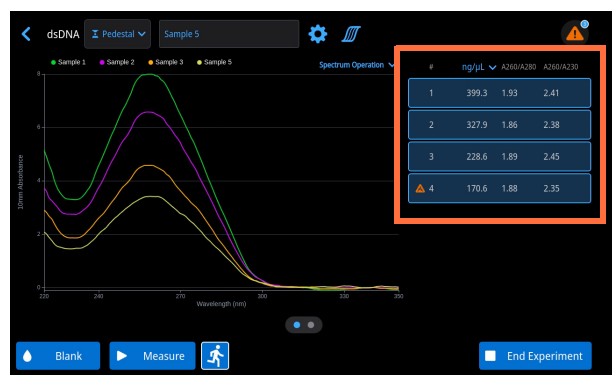 dsDNA Pedestal Sample 5
Sample 1 Sample 2 Sample 3 Sample 5 Spectrum Operation
10mm Absorbance
8
6
4
2
0
220 240 270 300 330 350
Wavelength (nm)
# ng/µL A260/A280 A260/A230
1 399.3 1.93 2.41
2 327.9 1.86 2.38
3 228.6 1.89 2.45
4 170.6 1.88 2.35
Blank Measure End Experiment